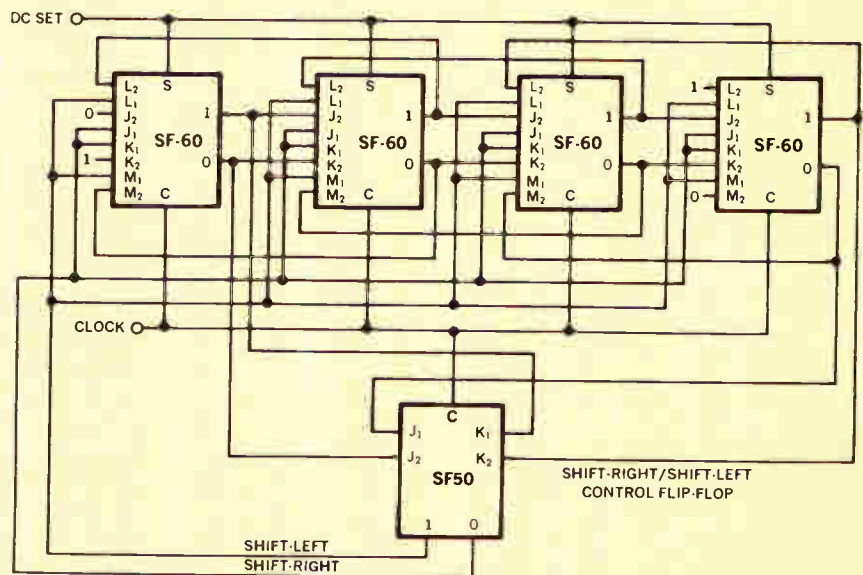 DC SET
S S S S
L₂ L₂ L₂ 1 L₂
L₁ L₁ L₁ L₁
0 J₂ 1 J₂ 1 J₂ 1 J₂ 1
J₁ SF-60 J₁ SF-60 J₁ SF-60 J₁ SF-60
K₁ K₁ K₁ K₁
1 K₂ 0 K₂ 0 K₂ 0 K₂ 0
M₁ M₁ M₁ M₁
M₂ C M₂ C M₂ C 0 M₂ C
CLOCK
C
J₁ K₁
J₂ K₂
SF50
1 0
SHIFT-RIGHT/SHIFT-LEFT
CONTROL FLIP-FLOP
SHIFT-LEFT
SHIFT-RIGHT